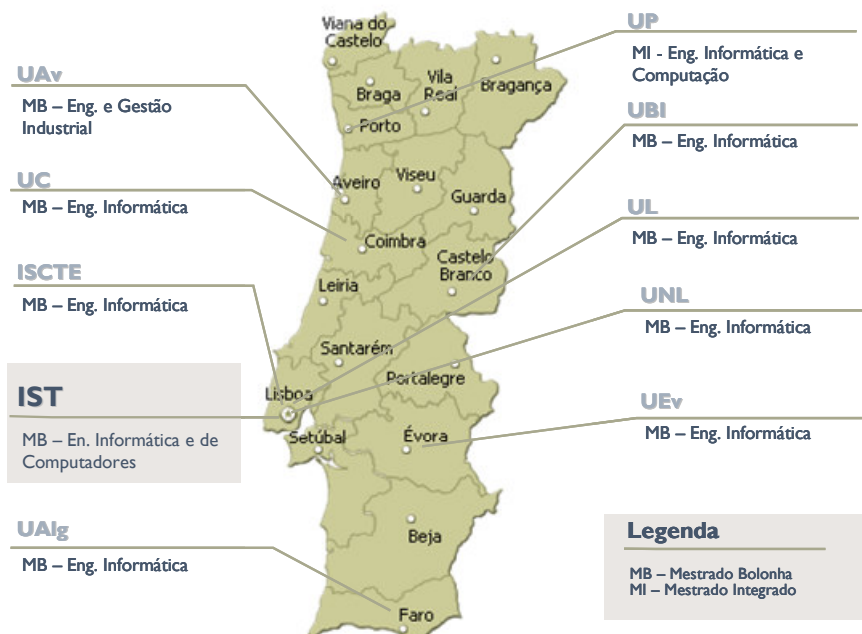 UAv
MB – Eng. e Gestão
Industrial
UC
MB – Eng. Informática
ISCTE
MB – Eng. Informática
IST
MB – En. Informática e de
Computadores
UAlg
MB – Eng. Informática
Viana do
Castelo
Braga
Vila
Real
Bragança
Porto
Aveiro
Viseu
Guarda
Coimbra
Castelo
Branco
Leiria
Santarém
Portalegre
Lisboa
Setúbal
Évora
Beja
Faro
UP
MI - Eng. Informática e
Computação
UBI
MB – Eng. Informática
UL
MB – Eng. Informática
UNL
MB – Eng. Informática
UEv
MB – Eng. Informática
Legenda
MB – Mestrado Bolonha
MI – Mestrado Integrado